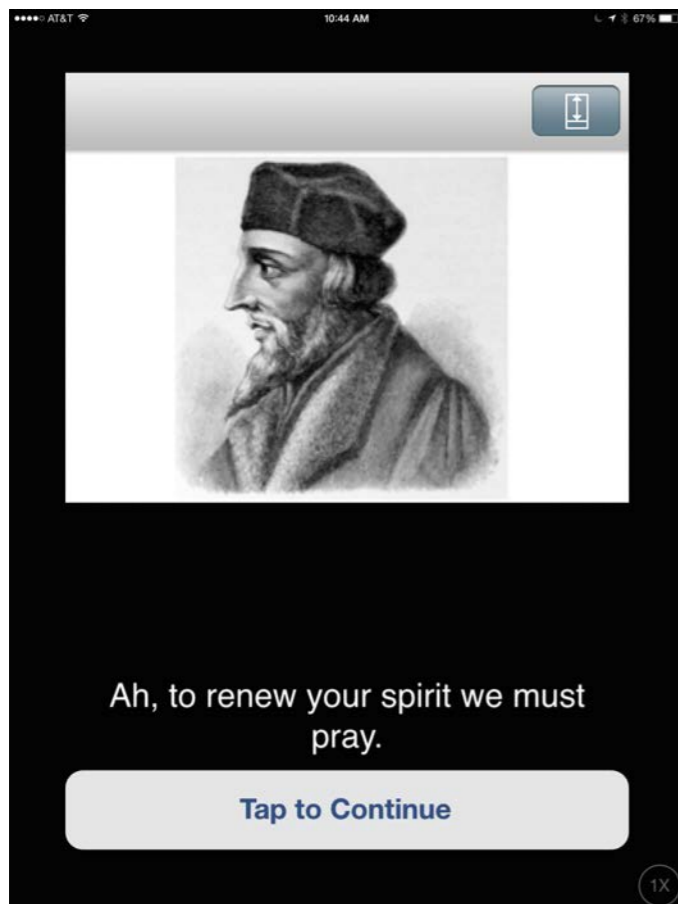 AT&T 10:44 AM 67%
Ah, to renew your spirit we must
pray.
Tap to Continue
1X